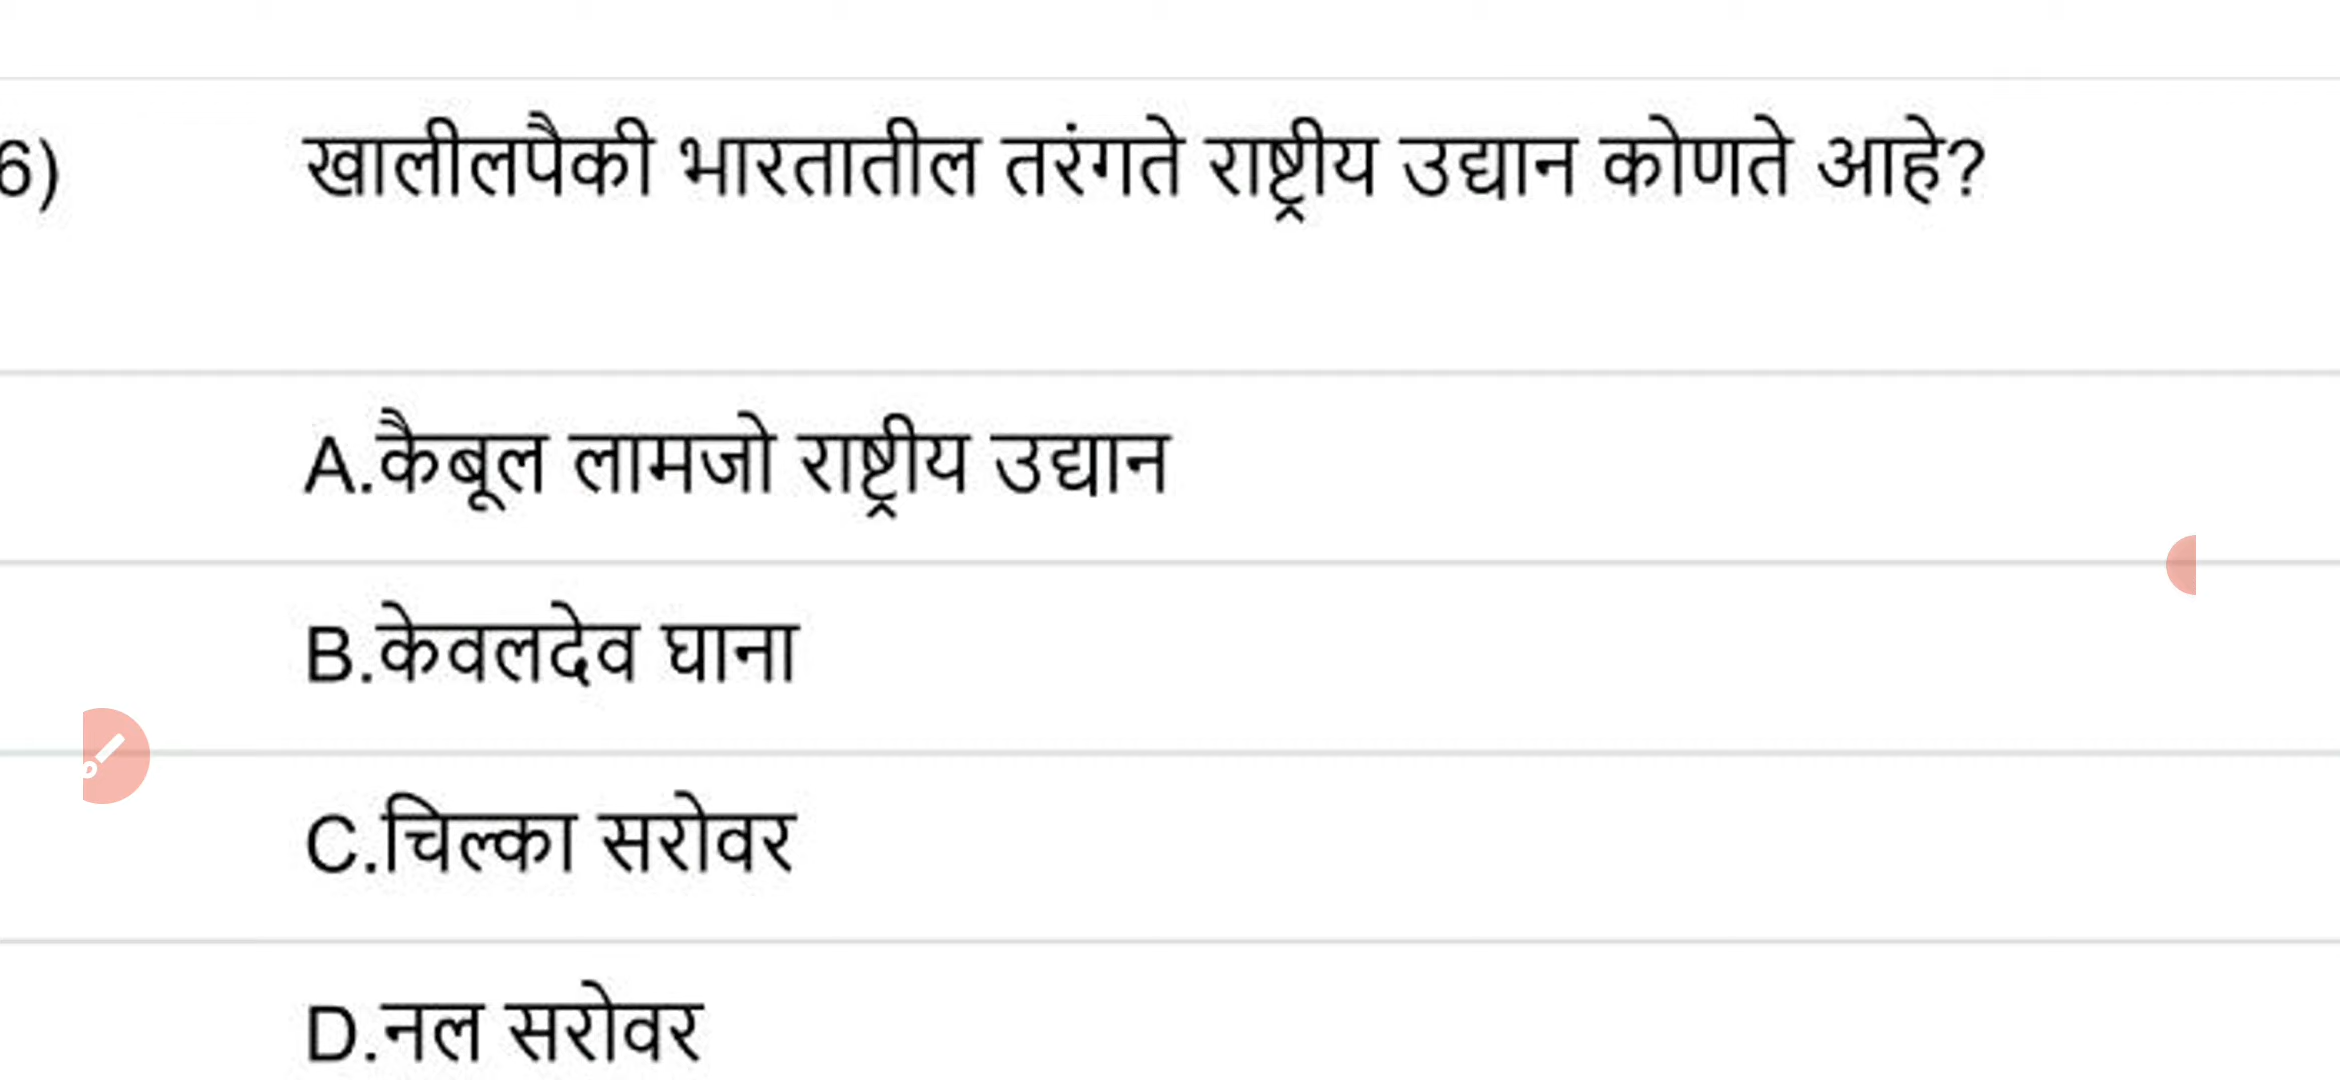 6) खालीलपैकी भारतातील तरंगते राष्ट्रीय उद्यान कोणते आहे?
A.कैबूल लामजो राष्ट्रीय उद्यान
B.केवलदेव घाना
C.चिल्का सरोवर
D.नल सरोवर